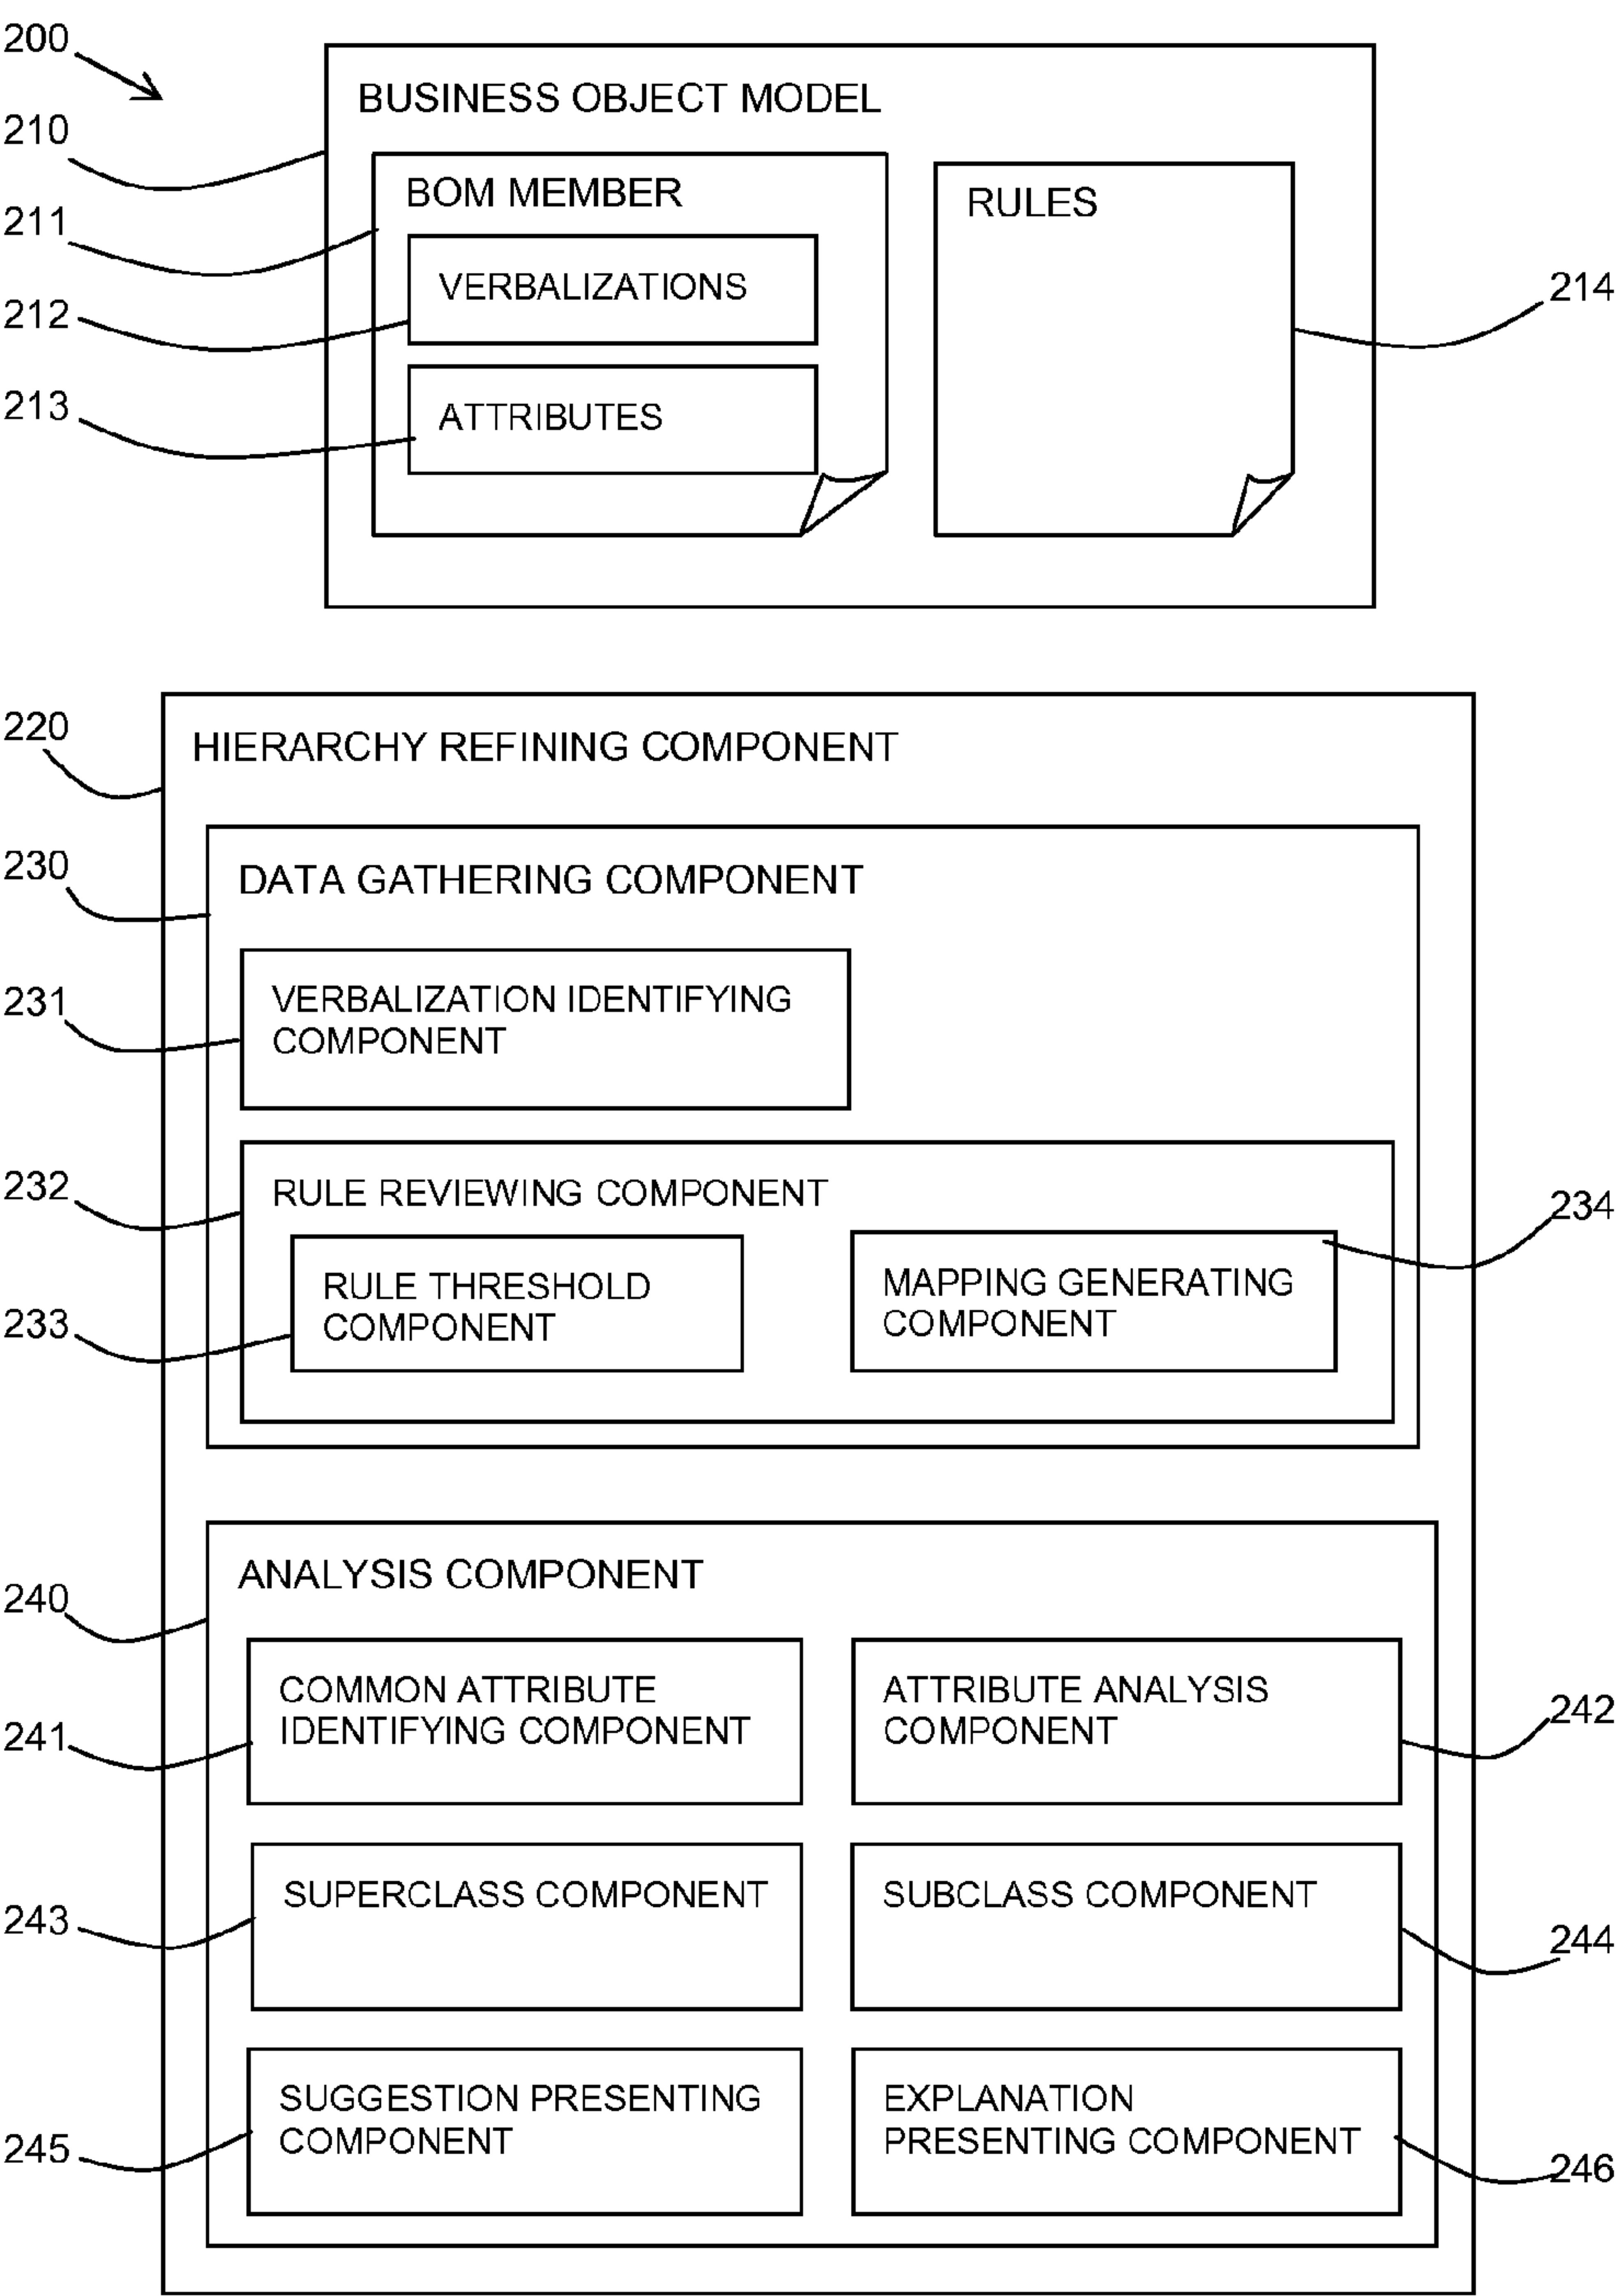 200
BUSINESS OBJECT MODEL
210
BOM MEMBER
RULES
211
VERBALIZATIONS
214
212
213
ATTRIBUTES
220
HIERARCHY REFINING COMPONENT
230
DATA GATHERING COMPONENT
231
VERBALIZATION IDENTIFYING
COMPONENT
232
RULE REVIEWING COMPONENT
234
RULE THRESHOLD
COMPONENT
MAPPING GENERATING
COMPONENT
233
ANALYSIS COMPONENT
240
COMMON ATTRIBUTE
IDENTIFYING COMPONENT
ATTRIBUTE ANALYSIS
COMPONENT
241
242
SUPERCLASS COMPONENT
SUBCLASS COMPONENT
243
244
SUGGESTION PRESENTING
COMPONENT
EXPLANATION
PRESENTING COMPONENT
245
246